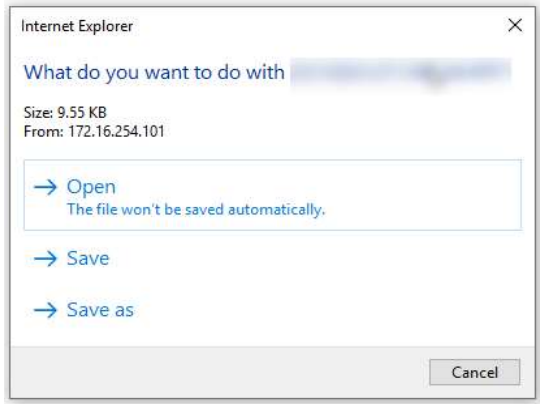 Internet Explorer
What do you want to do with
Size: 9.55 KB
From: 172.16.254.101
Open
The file won't be saved automatically.
Save
Save as
Cancel